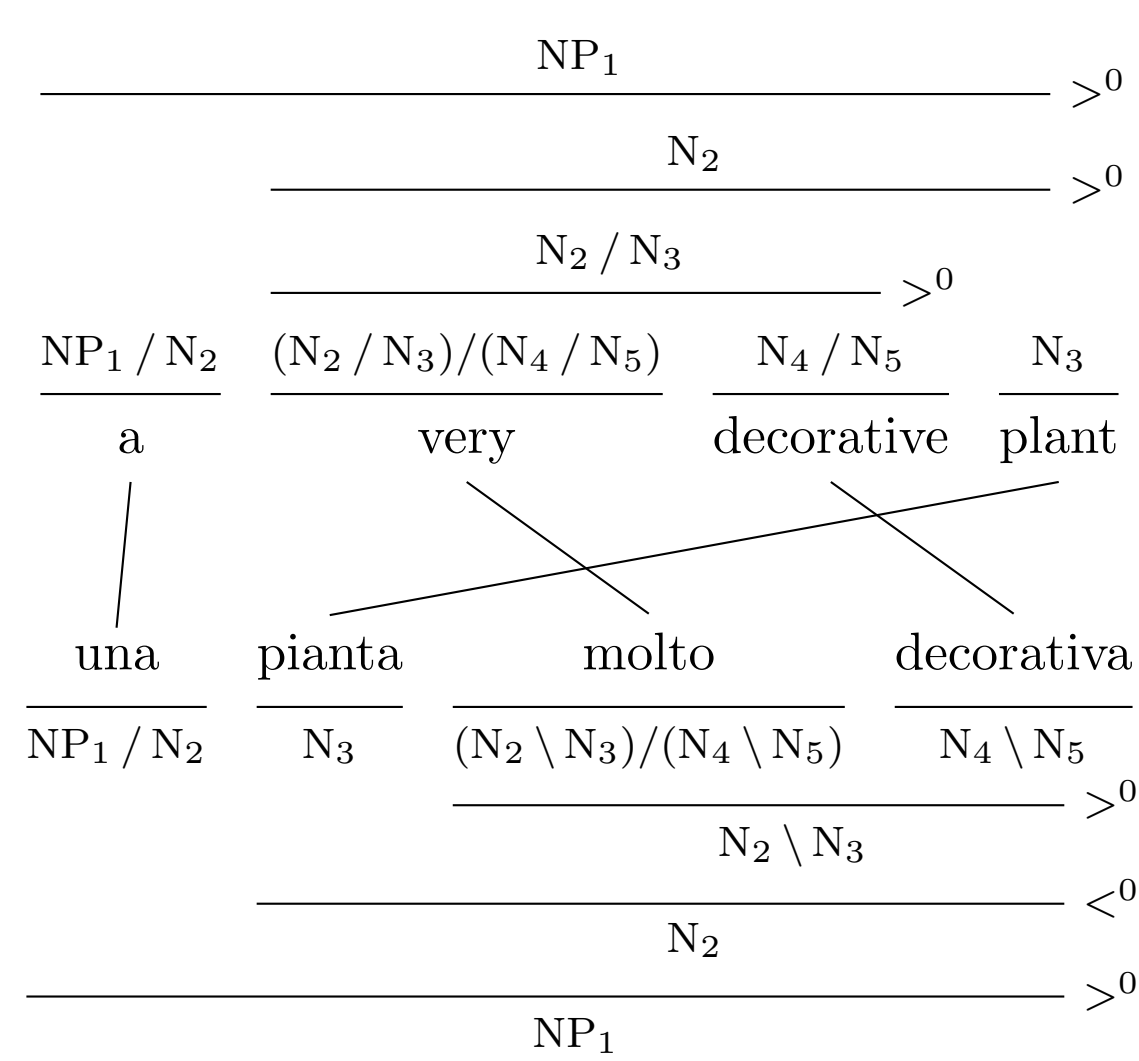 NP₁
>⁰
N₂
>⁰
N₂ / N₃
>⁰
NP₁ / N₂ (N₂ / N₃)/(N₄ / N₅) N₄ / N₅ N₃
a very decorative plant
una pianta molto decorativa
NP₁ / N₂ N₃ (N₂ \ N₃)/(N₄ \ N₅) N₄ \ N₅
>⁰
N₂ \ N₃
<⁰
N₂
>⁰
NP₁